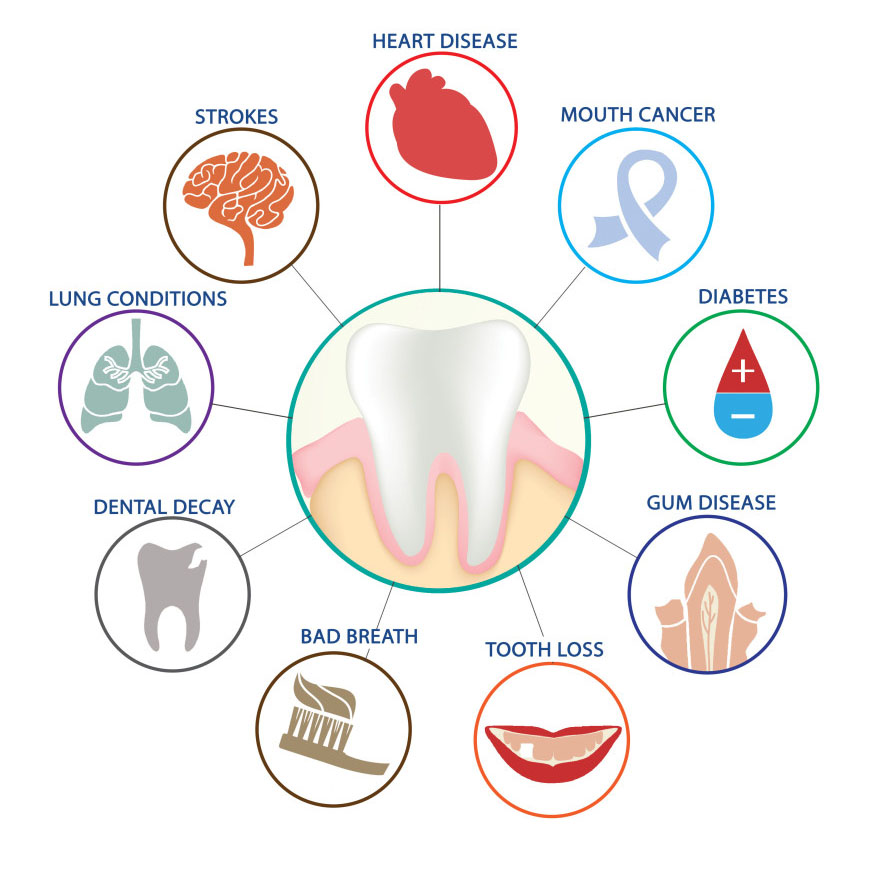 HEART DISEASE
STROKES
MOUTH CANCER
LUNG CONDITIONS
DIABETES
DENTAL DECAY
GUM DISEASE
BAD BREATH
TOOTH LOSS